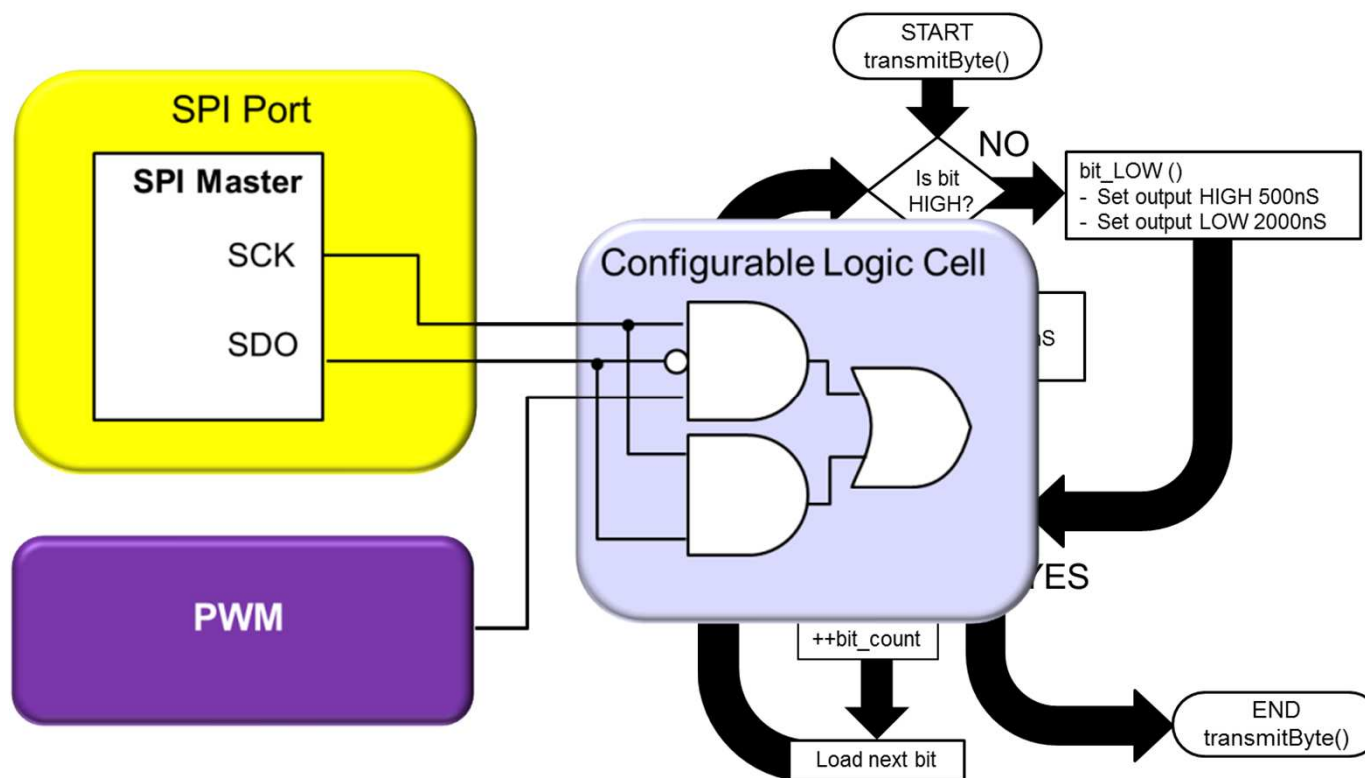 START
transmitByte()
SPI Port
SPI Master
SCK
SDO
NO
Is bit
HIGH?
bit_LOW ()
- Set output HIGH 500nS
- Set output LOW 2000nS
Configurable Logic Cell
YES
PWM
++bit_count
Load next bit
END
transmitByte()